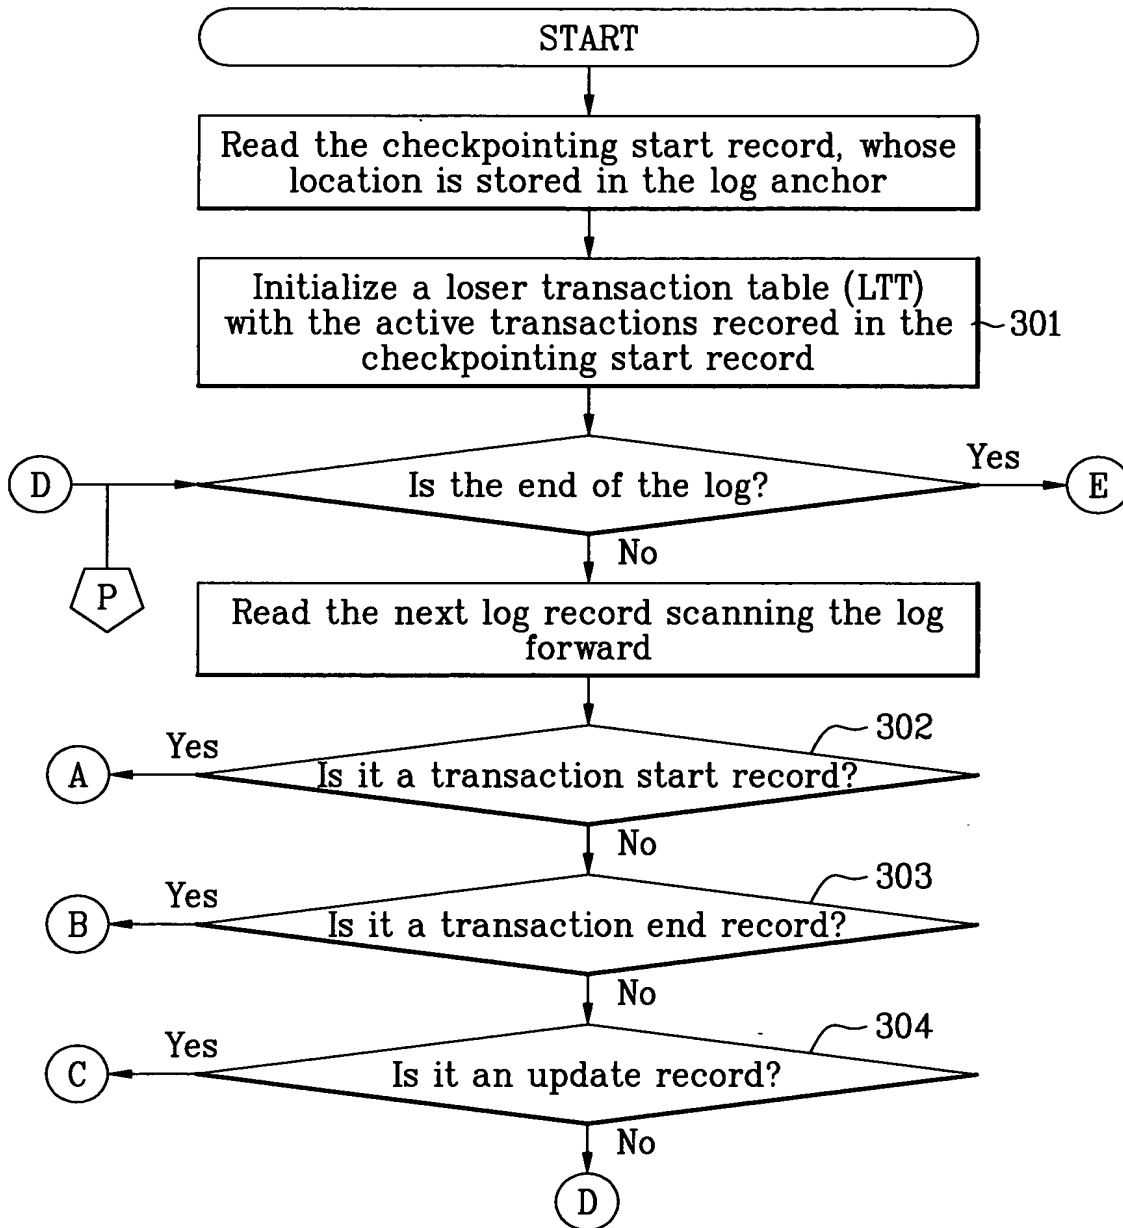 START
Read the checkpointing start record, whose
location is stored in the log anchor
Initialize a loser transaction table (LTT)
with the active transactions recored in the
checkpointing start record
301
D
Is the end of the log?
Yes
E
No
P
Read the next log record scanning the log
forward
302
Yes
A
Is it a transaction start record?
No
303
Yes
B
Is it a transaction end record?
No
304
Yes
C
Is it an update record?
No
D